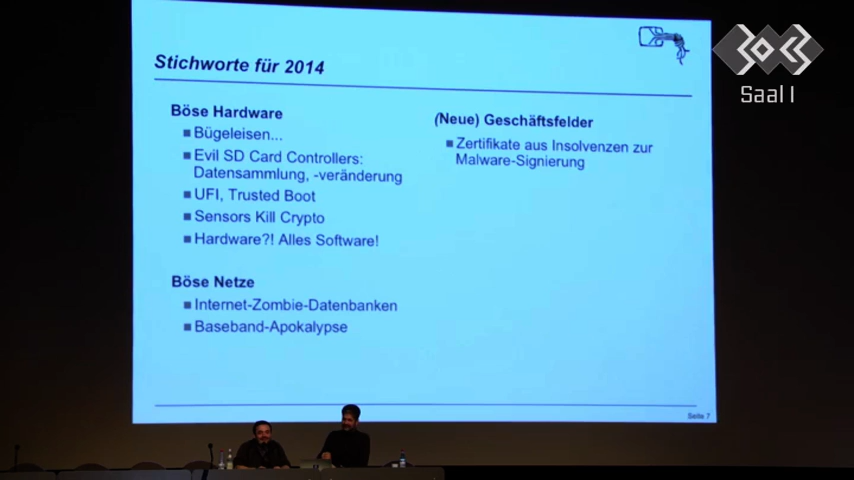 Stichworte für 2014
Böse Hardware
Bügeleisen...
Evil SD Card Controllers:
Datensammlung, -veränderung
UFI, Trusted Boot
Sensors Kill Crypto
Hardware?! Alles Software!
Böse Netze
Internet-Zombie-Datenbanken
Baseband-Apokalypse
(Neue) Geschäftsfelder
Zertifikate aus Insolvenzen zur
Malware-Signierung
Seite 7
30C3
Saal 1